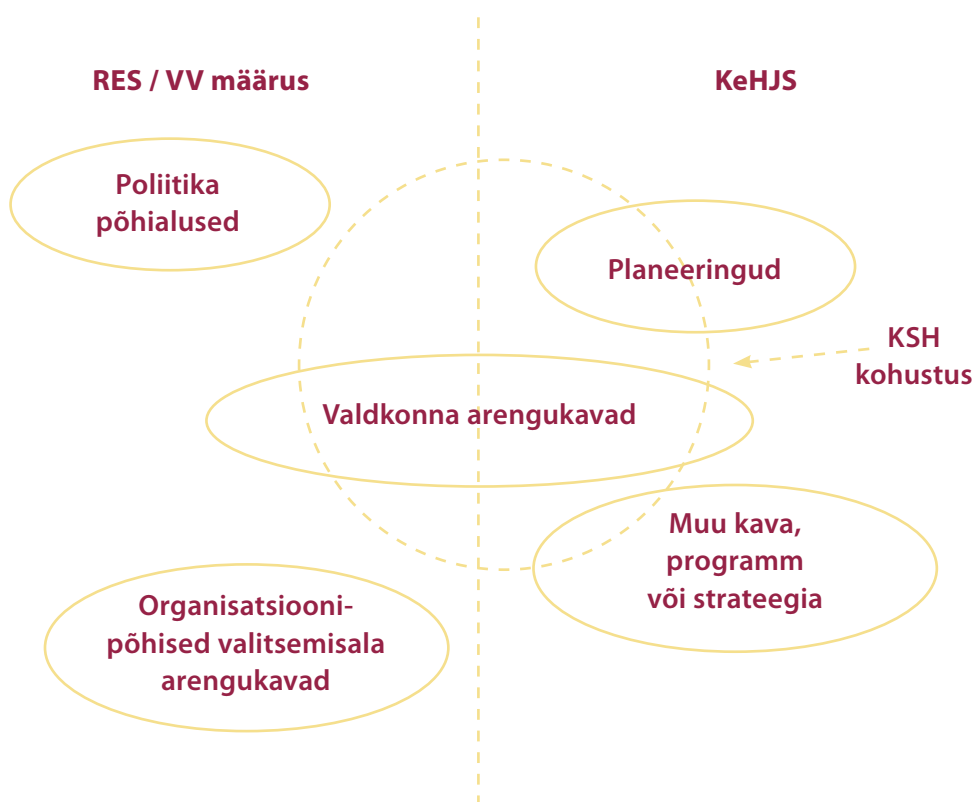 RES / VV määrus
KeHJS
Poliitika
põhialused
Planeeringud
KSH
kohustus
Valdkonna arengukavad
Muu kava,
programm
või strateegia
Organisatsiooni-
põhised valitsemisala
arengukavad